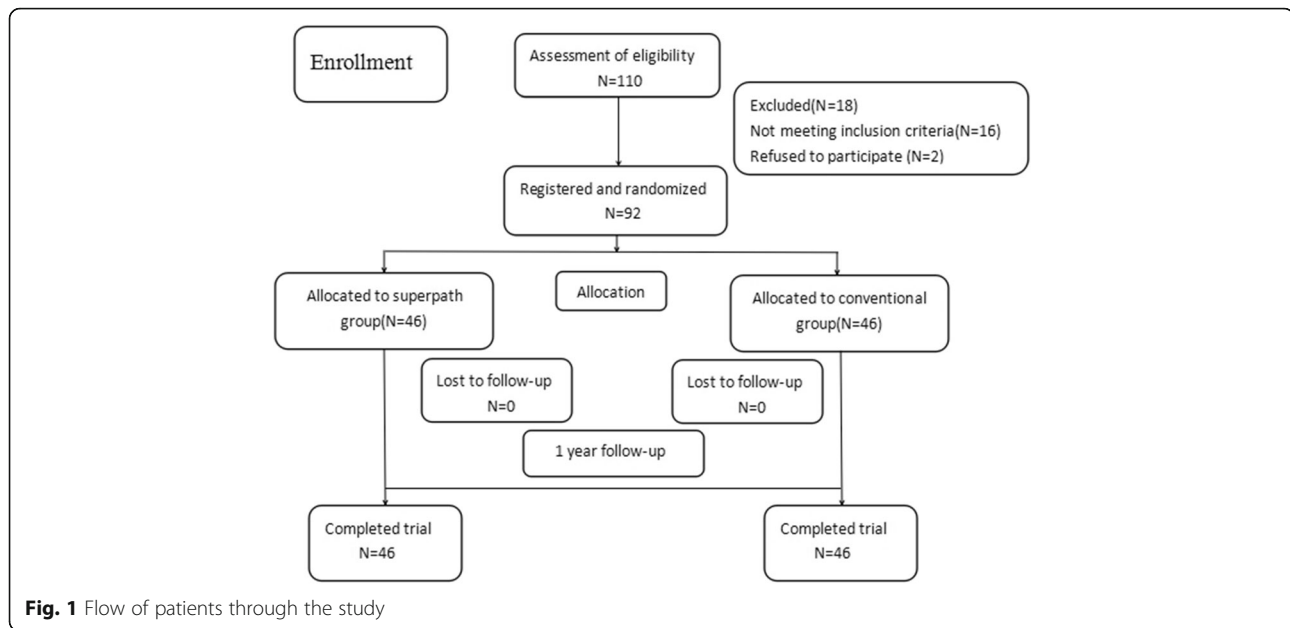 Enrollment
Assessment of eligibility
N=110
Excluded(N=18)
Not meeting inclusion criteria(N=16)
Refused to participate (N=2)
Registered and randomized
N=92
Allocated to superpath
group(N=46)
Allocation
Allocated to conventional
group(N=46)
Lost to follow-up
N=0
Lost to follow-up
N=0
1 year follow-up
Completed trial
N=46
Completed trial
N=46
Fig. 1 Flow of patients through the study